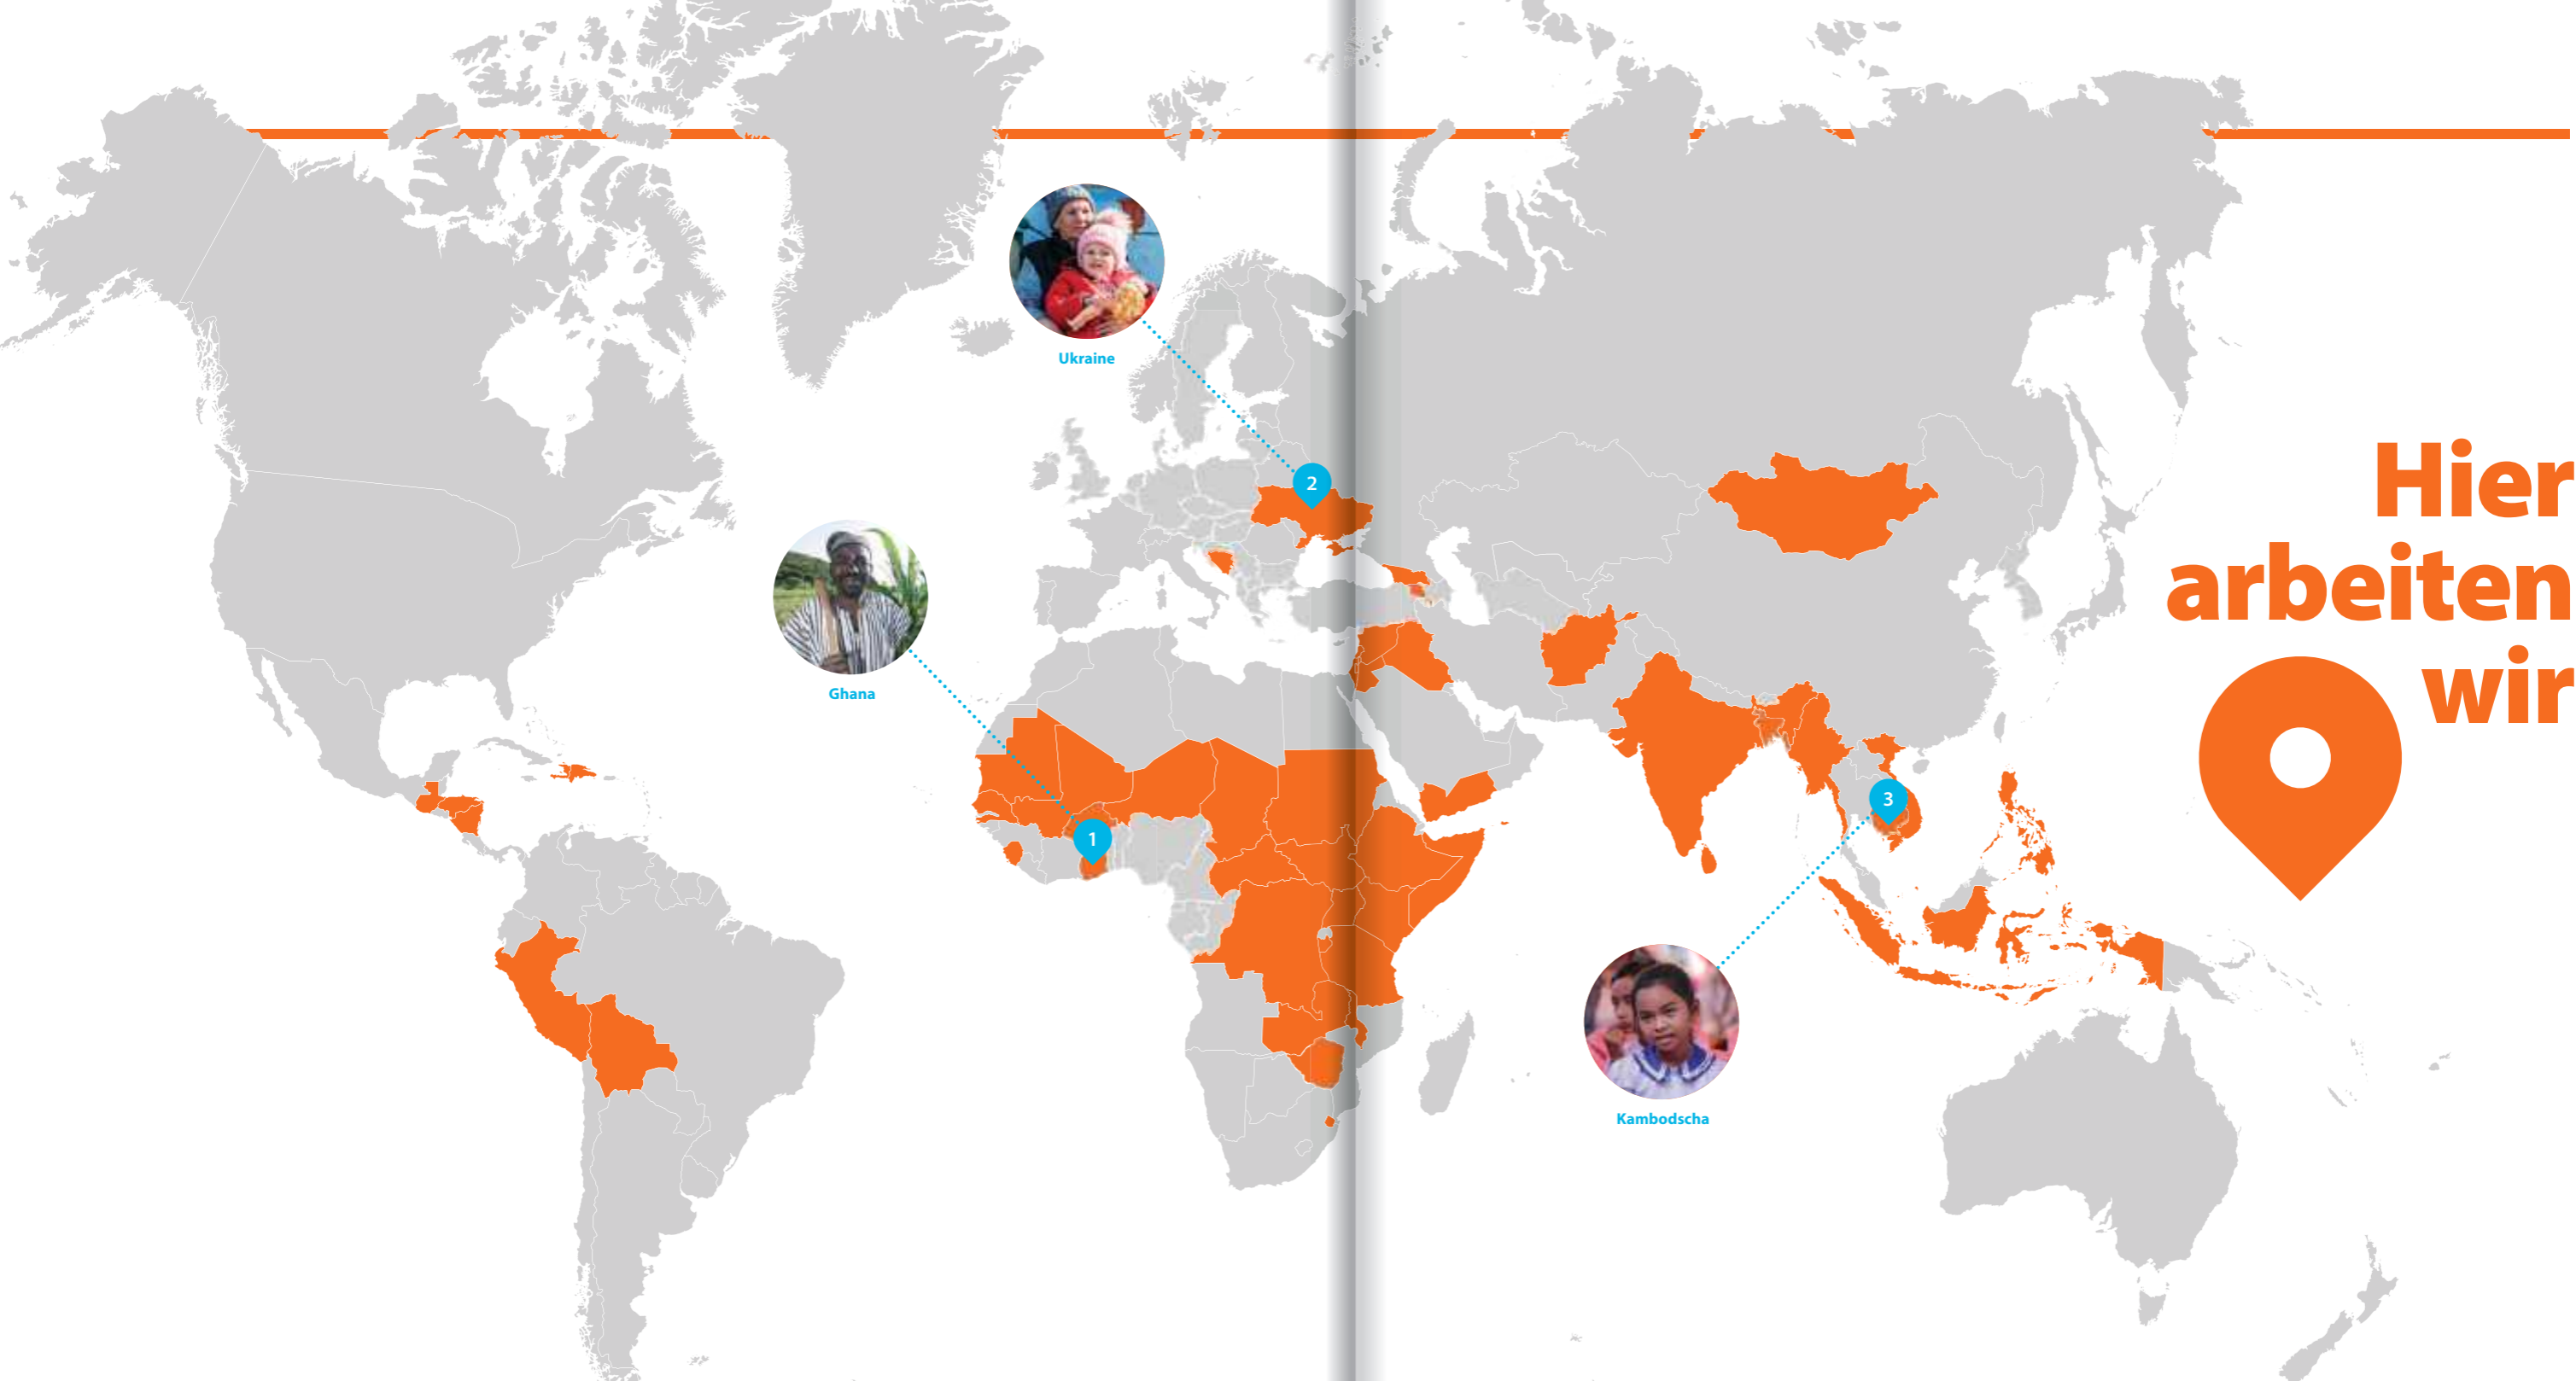 Ukraine
2
Ghana
1
3
Kambodscha
Hier
arbeiten
wir